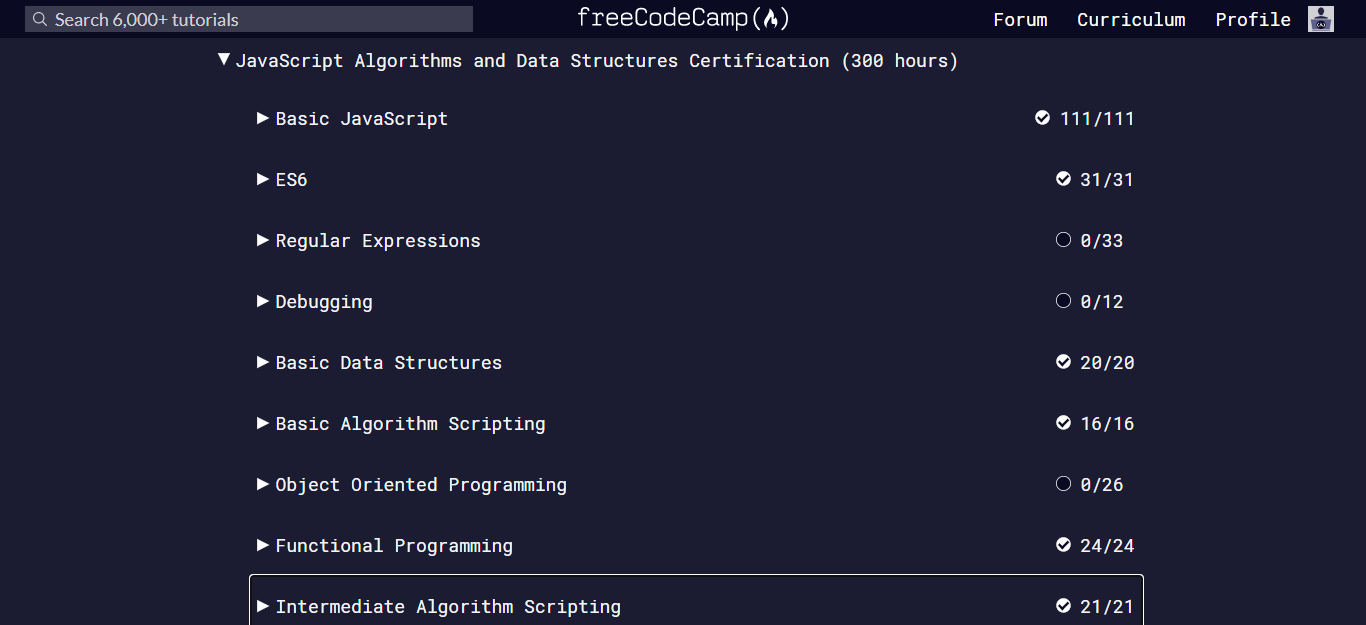 Search 6,000+ tutorials freeCodeCamp Forum Curriculum Profile
JavaScript Algorithms and Data Structures Certification (300 hours)
Basic JavaScript 111/111
ES6 31/31
Regular Expressions 0/33
Debugging 0/12
Basic Data Structures 20/20
Basic Algorithm Scripting 16/16
Object Oriented Programming 0/26
Functional Programming 24/24
Intermediate Algorithm Scripting 21/21